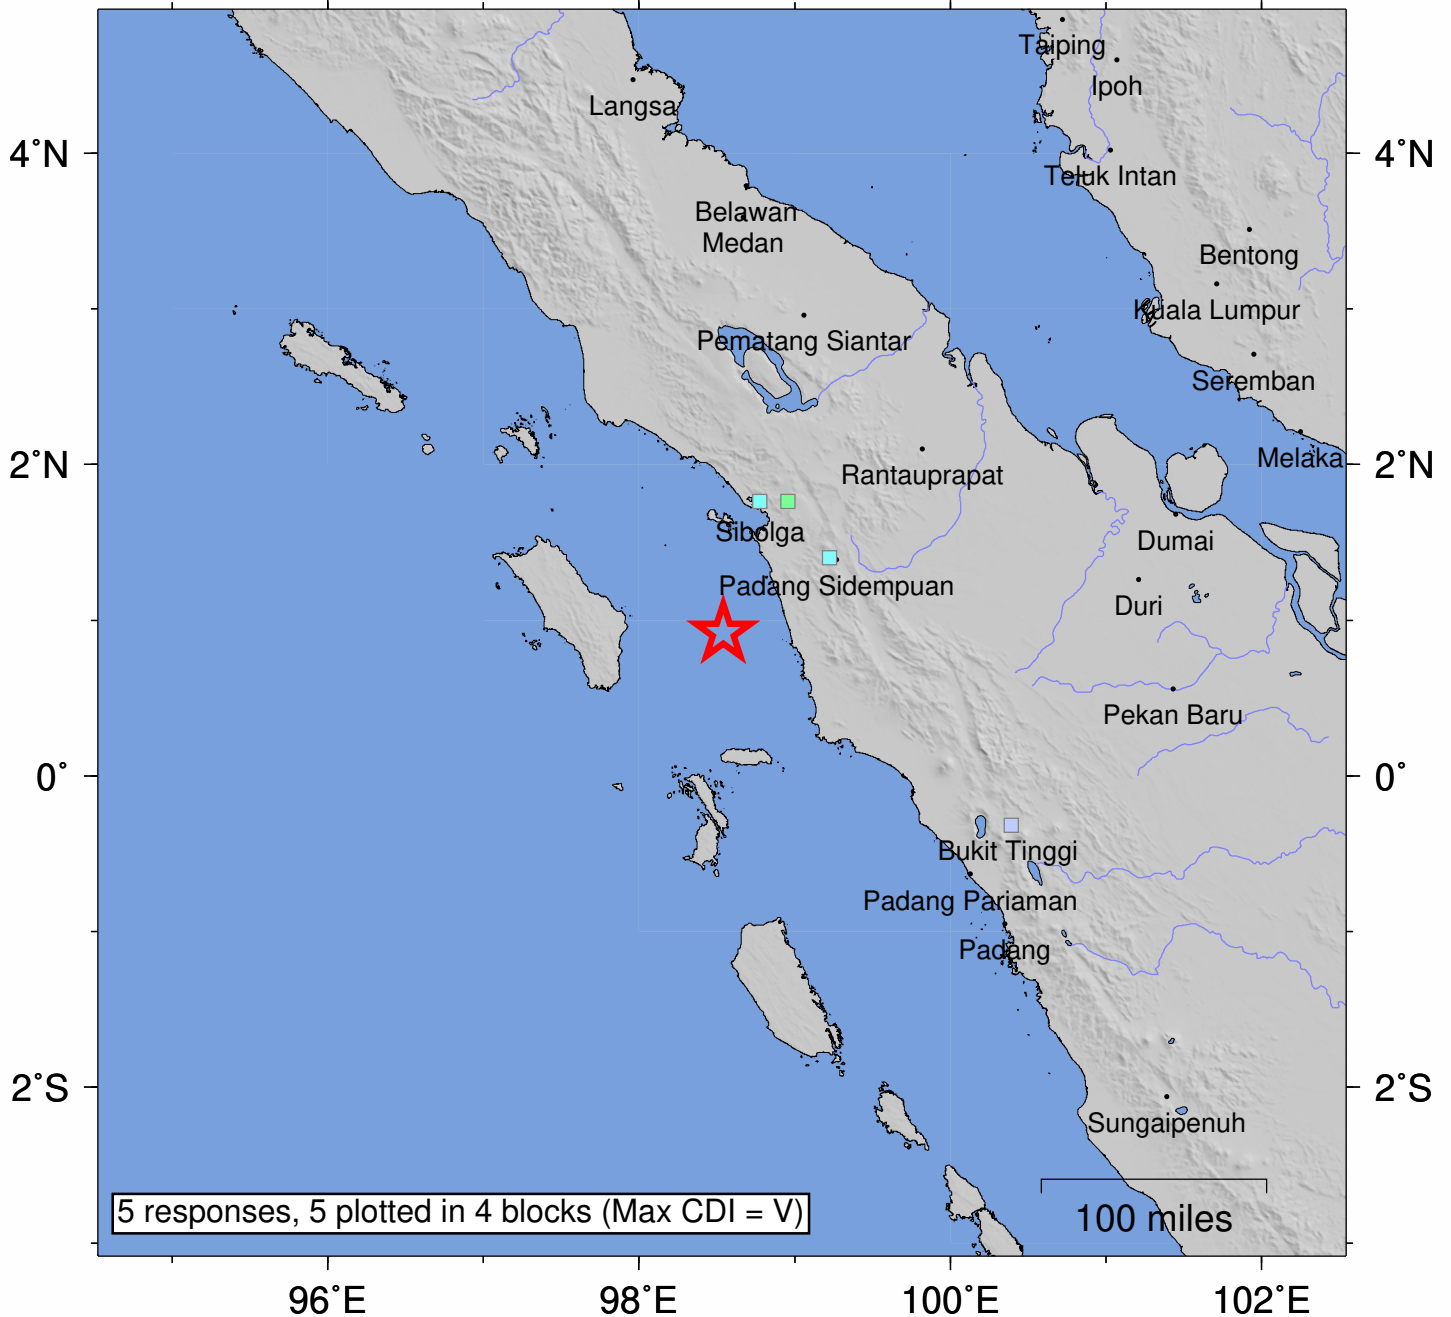 Taiping
Ipoh
Langsa
4°N
4°N
Teluk Intan
Belawan
Medan
Bentong
Kuala Lumpur
Pematang Siantar
Seremban
Melaka
2°N
2°N
Rantauprapat
Sibolga
Dumai
Padang Sidempuan
Duri
Pekan Baru
0°
0°
Bukit Tinggi
Padang Pariaman
Padang
2°S
2°S
Sungaipenuh
5 responses, 5 plotted in 4 blocks (Max CDI = V)
100 miles
96°E
98°E
100°E
102°E